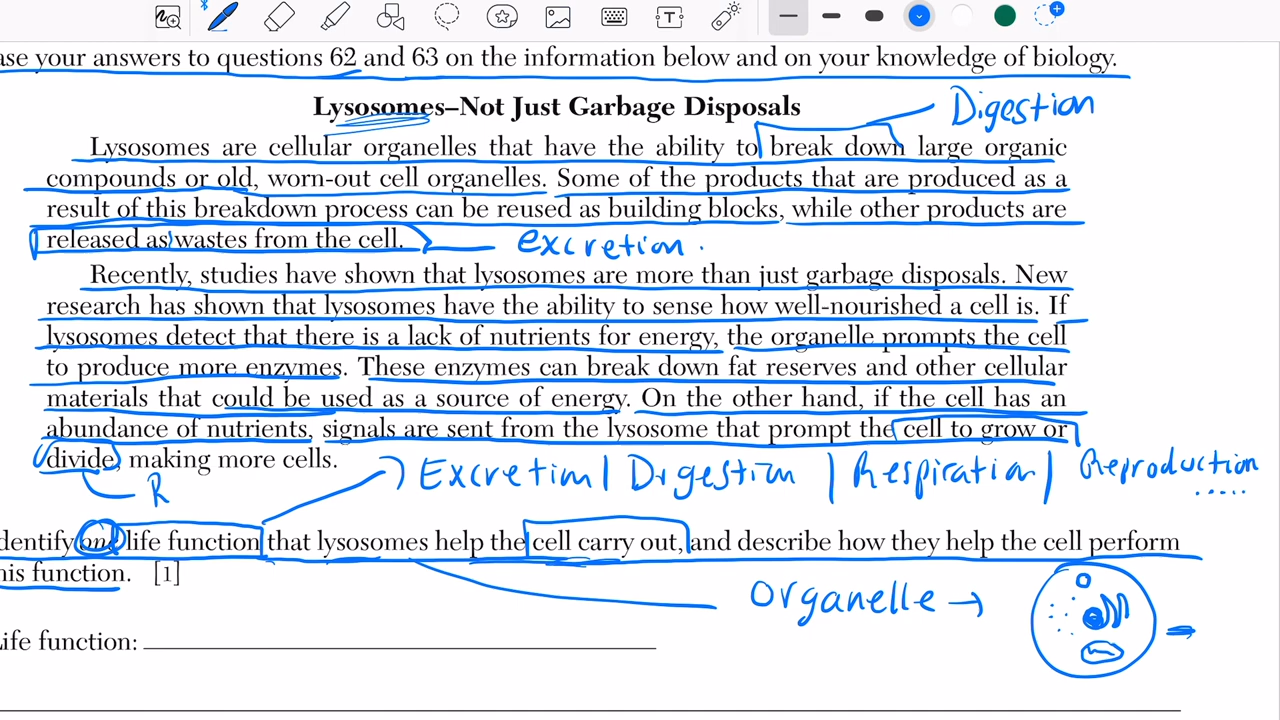 ase your answers to questions 62 and 63 on the information below and on your knowledge of biology.
Lysosomes–Not Just Garbage Disposals
Digestion
Lysosomes are cellular organelles that have the ability to break down large organic
compounds or old, worn-out cell organelles. Some of the products that are produced as a
result of this breakdown process can be reused as building blocks, while other products are
released as wastes from the cell.
excretion.
Recently, studies have shown that lysosomes are more than just garbage disposals. New
research has shown that lysosomes have the ability to sense how well-nourished a cell is. If
lysosomes detect that there is a lack of nutrients for energy, the organelle prompts the cell
to produce more enzymes. These enzymes can break down fat reserves and other cellular
materials that could be used as a source of energy. On the other hand, if the cell has an
abundance of nutrients, signals are sent from the lysosome that prompt the cell to grow or
divide, making more cells.
R
Excretion | Digestion | Respiration | Reproduction .....
dentify one life function that lysosomes help the cell carry out, and describe how they help the cell perform
his function. [1]
Organelle →
Life function: